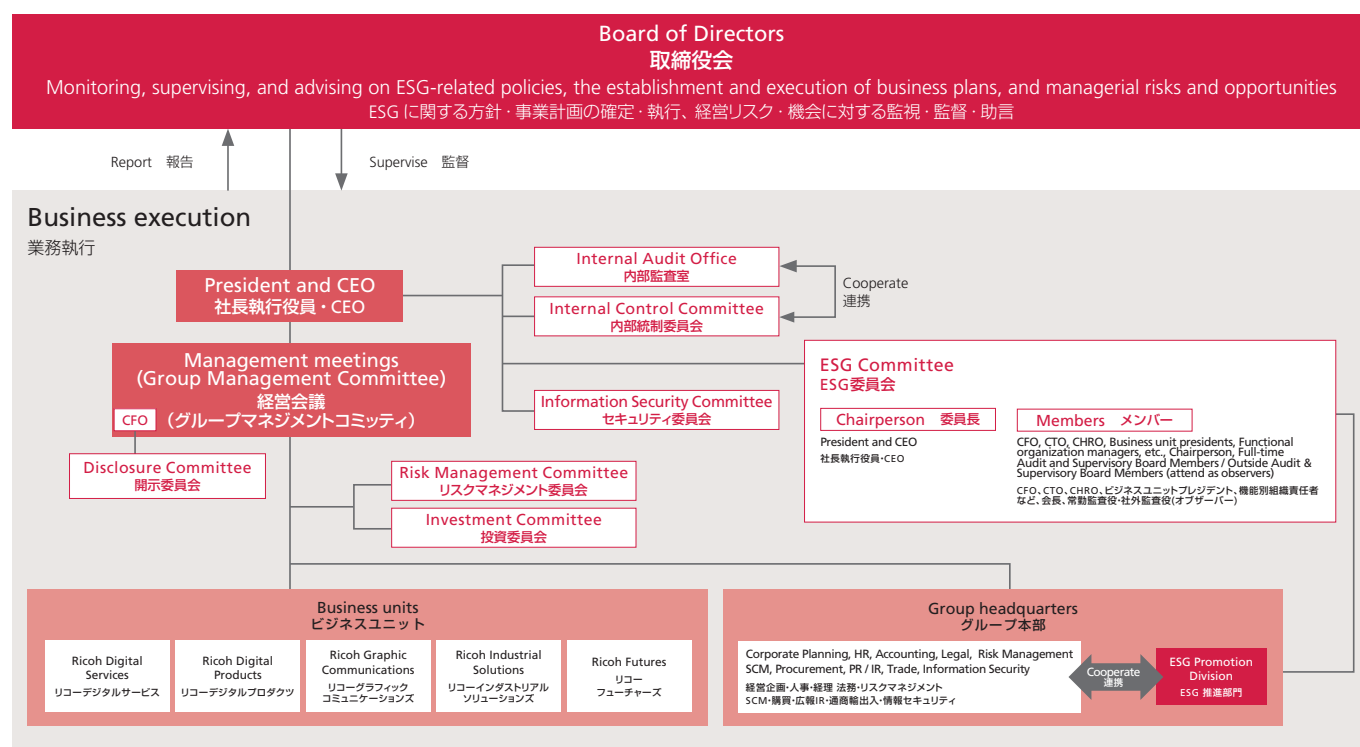 Board of Directors
取締役会
Monitoring, supervising, and advising on ESG-related policies, the establishment and execution of business plans, and managerial risks and opportunities
ESG に関する方針・事業計画の確定・執行、経営リスク・機会に対する監視・監督・助言
Report 報告
Supervise 監督
Business execution
業務執行
President and CEO
社長執行役員・CEO
Internal Audit Office
内部監査室
Internal Control Committee
内部統制委員会
Cooperate
連携
Management meetings
(Group Management Committee)
経営会議
(グループマネジメントコミッティ)
CFO
Information Security Committee
セキュリティ委員会
ESG Committee
ESG委員会
Chairperson 委員長
President and CEO
社長執行役員・CEO
Members メンバー
CFO, CTO, CHRO, Business unit presidents, Functional
organization managers, etc., Chairperson, Full-time
Audit and Supervisory Board Members / Outside Audit &
Supervisory Board Members (attend as observers)
CFO、CTO、CHRO、ビジネスユニットプレジデント、機能別組織責任者
など、会長、常勤監査役・社外監査役(オブザーバー)
Disclosure Committee
開示委員会
Risk Management Committee
リスクマネジメント委員会
Investment Committee
投資委員会
Business units
ビジネスユニット
Ricoh Digital
Services
リコーデジタルサービス
Ricoh Digital
Products
リコーデジタルプロダクツ
Ricoh Graphic
Communications
リコーグラフィック
コミュニケーションズ
Ricoh Industrial
Solutions
リコーインダストリアル
ソリューションズ
Ricoh Futures
リコー
フューチャーズ
Group headquarters
グループ本部
Corporate Planning, HR, Accounting, Legal, Risk Management
SCM, Procurement, PR / IR, Trade, Information Security
経営企画・人事・経理 法務・リスクマネジメント
SCM・購買・広報IR・通商輸出入・情報セキュリティ
Cooperate
連携
ESG Promotion
Division
ESG 推進部門